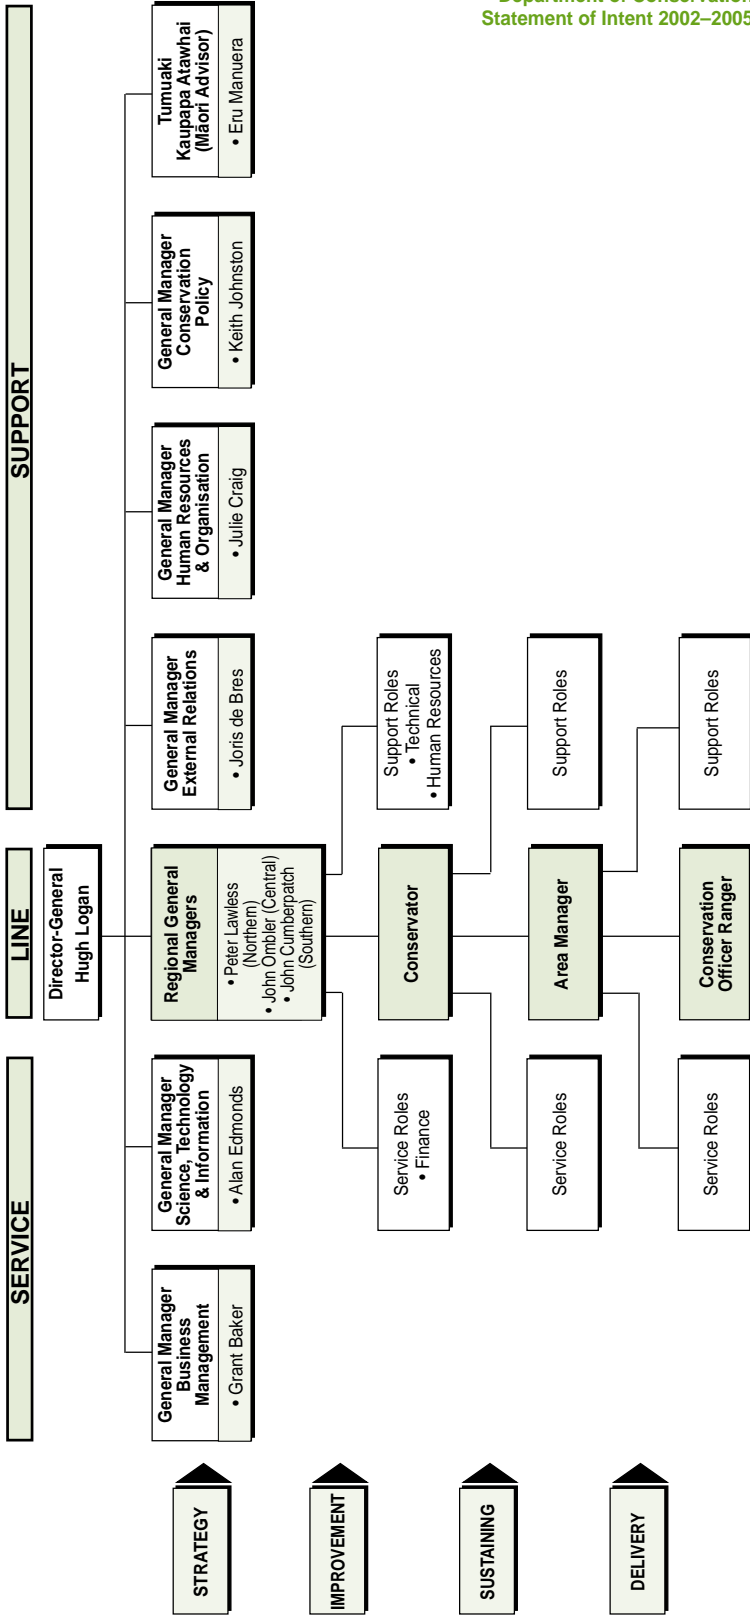 Department of Conservation
Statement of Intent 2002–2005
SERVICE
LINE
SUPPORT
Director-General
Hugh Logan
STRATEGY
General Manager
Business
Management
• Grant Baker
General Manager
Science, Technology
& Information
• Alan Edmonds
Regional General
Managers
• Peter Lawless
(Northern)
• John Ombler (Central)
• John Cumberpatch
(Southern)
General Manager
External Relations
• Joris de Bres
General Manager
Human Resources
& Organisation
• Julie Craig
General Manager
Conservation
Policy
• Keith Johnston
Tumuaki
Kaupapa Atawhai
(Māori Advisor)
• Eru Manuera
IMPROVEMENT
Service Roles
• Finance
Conservator
Support Roles
• Technical
• Human Resources
SUSTAINING
Service Roles
Area Manager
Support Roles
DELIVERY
Service Roles
Conservation
Officer Ranger
Support Roles